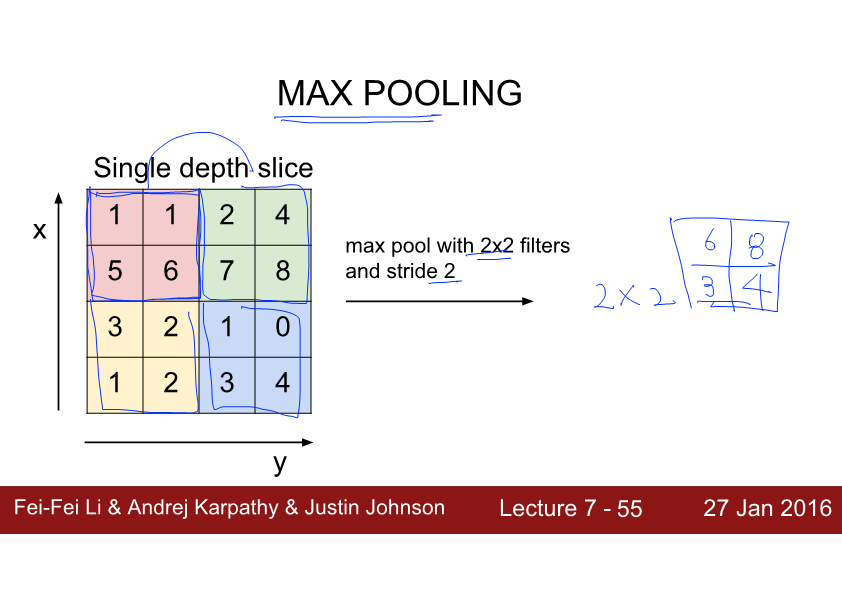 MAX POOLING
Single depth slice
x
1 1 2 4
5 6 7 8
3 2 1 0
1 2 3 4
y
max pool with 2x2 filters
and stride 2
6 8
3 4
2 × 2
Fei-Fei Li & Andrej Karpathy & Justin Johnson Lecture 7 - 55 27 Jan 2016